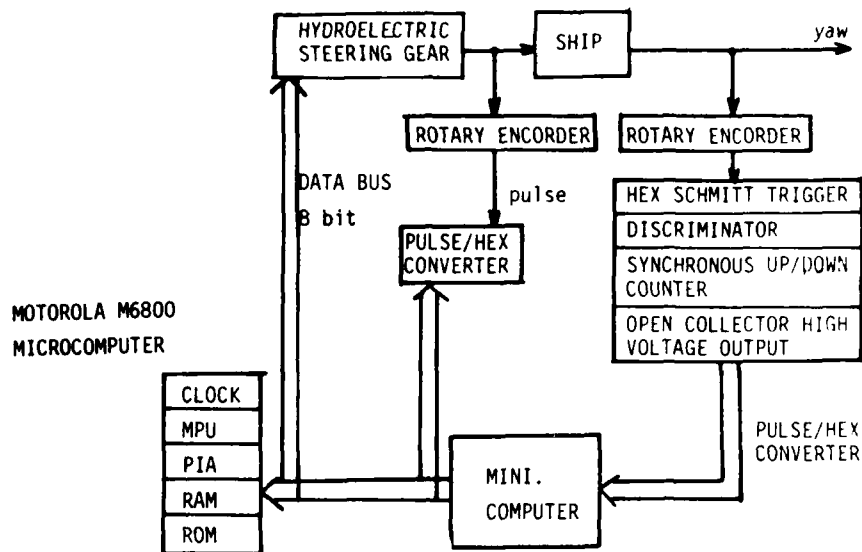 HYDROELECTRIC
STEERING GEAR
SHIP
yaw
ROTARY ENCORDER
ROTARY ENCORDER
DATA BUS
8 bit
pulse
PULSE/HEX
CONVERTER
HEX SCHMITT TRIGGER
DISCRIMINATOR
SYNCHRONOUS UP/DOWN
COUNTER
OPEN COLLECTOR HIGH
VOLTAGE OUTPUT
MOTOROLA M6800
MICROCOMPUTER
CLOCK
MPU
PIA
RAM
ROM
MINI.
COMPUTER
PULSE/HEX
CONVERTER